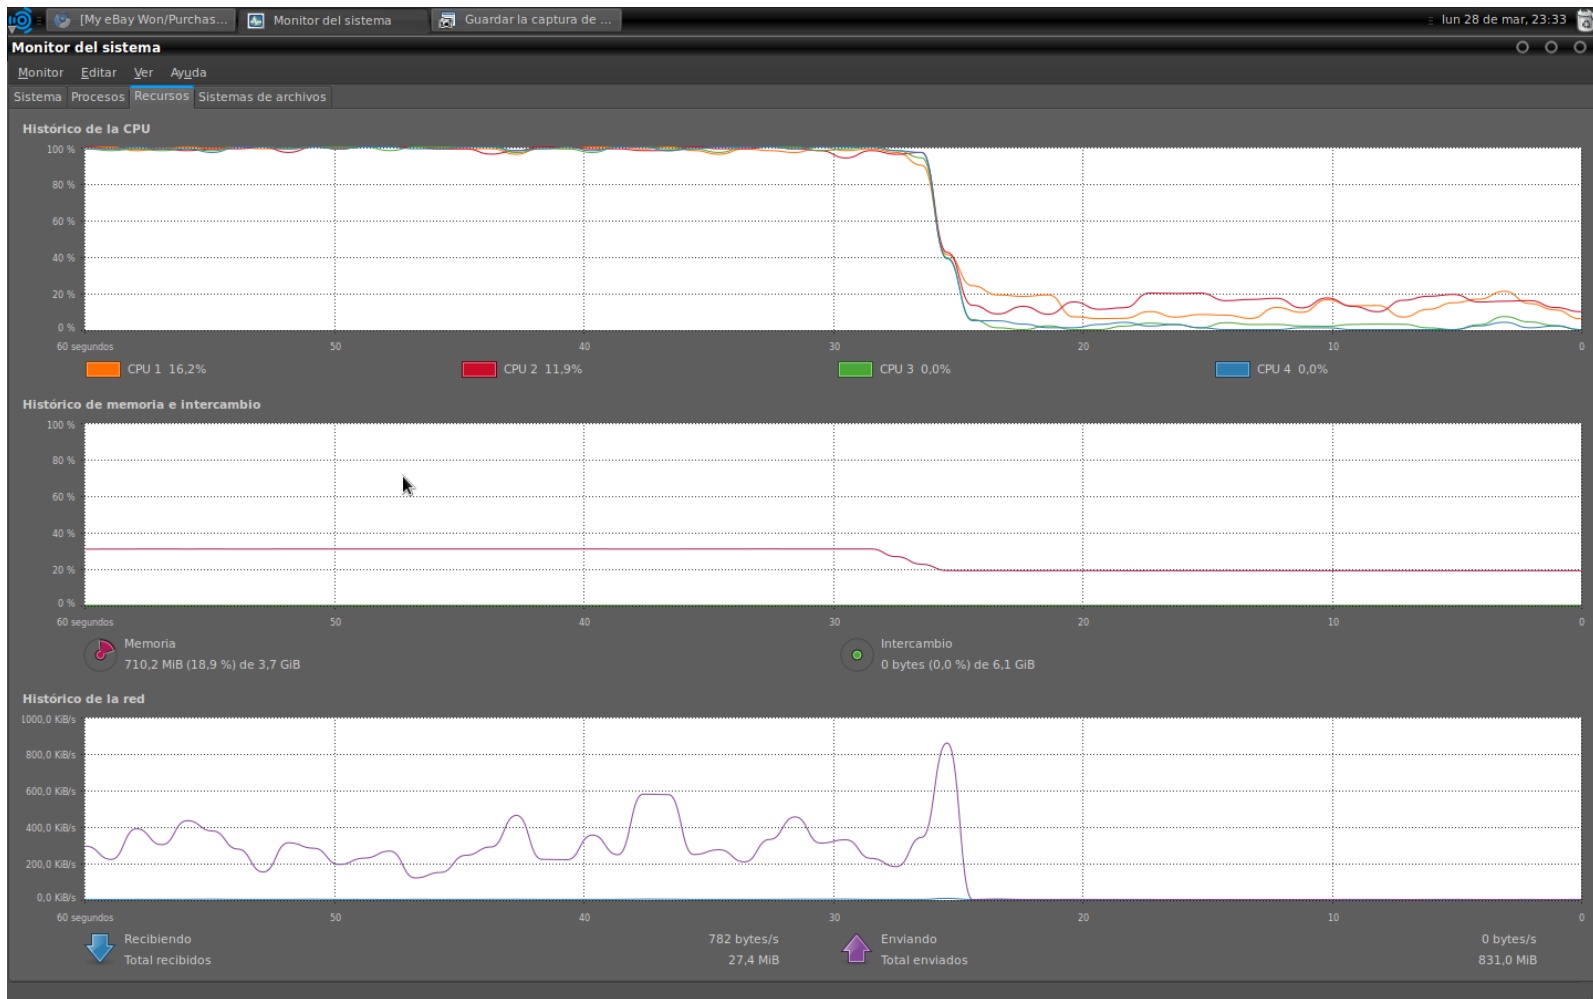 [My eBay Won/Purchas... Monitor del sistema Guardar la captura de ... lun 28 de mar, 23:33
Monitor del sistema
Monitor Editar Ver Ayuda
Sistema Procesos Recursos Sistemas de archivos
Histórico de la CPU
100 %
80 %
60 %
40 %
20 %
0 %
60 segundos 50 40 30 20 10 0
CPU 1 16,2% CPU 2 11,9% CPU 3 0,0% CPU 4 0,0%
Histórico de memoria e intercambio
100 %
80 %
60 %
40 %
20 %
0 %
60 segundos 50 40 30 20 10 0
Memoria Intercambio
710,2 MiB (18,9 %) de 3,7 GiB 0 bytes (0,0 %) de 6,1 GiB
Histórico de la red
1000,0 KiB/s
800,0 KiB/s
600,0 KiB/s
400,0 KiB/s
200,0 KiB/s
0,0 KiB/s
60 segundos 50 40 30 20 10 0
Recibiendo 782 bytes/s Enviando 0 bytes/s
Total recibidos 27,4 MiB Total enviados 831,0 MiB